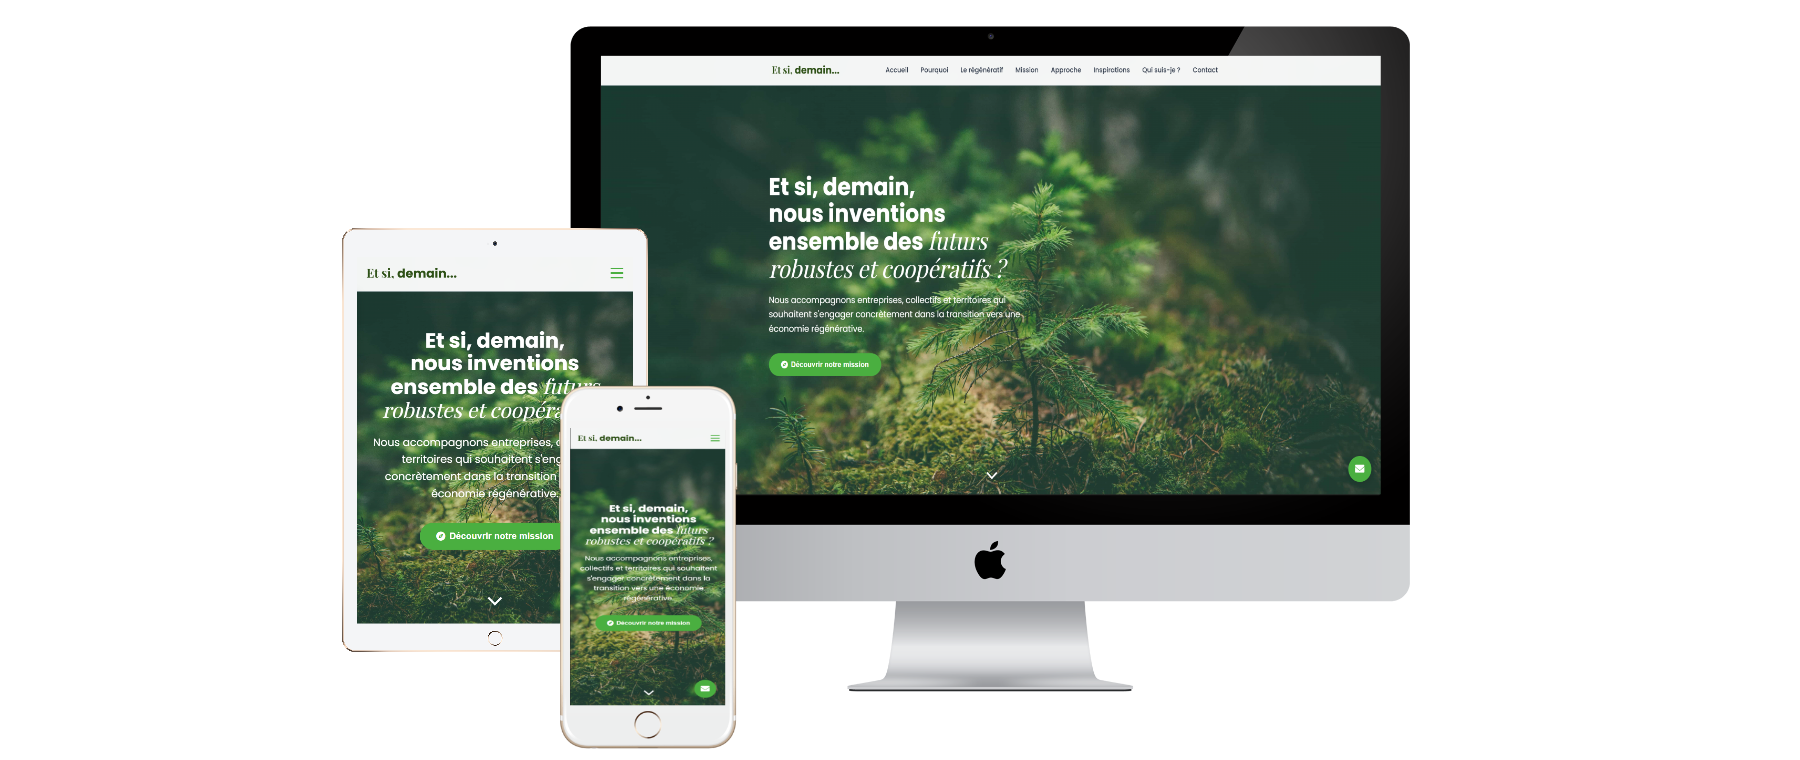 Et si, demain...
Accueil Pourquoi Le régénératif Mission Approche Inspirations Qui suis-je ? Contact
Et si, demain,
nous inventions
ensemble des futurs
robustes et coopératifs ?
Nous accompagnons entreprises, collectifs et territoires qui
souhaitent s'engager concrètement dans la transition vers une
économie régénérative.
Découvrir notre mission
Et si, demain...
Et si, demain,
nous inventions
ensemble des futurs
robustes et coopéra
Nous accompagnons entreprises,
territoires qui souhaitent s'eng
concrètement dans la transition
économie régénérative.
Découvrir notre mission
Et si, demain...
Et si, demain,
nous inventions
ensemble des futurs
robustes et coopératifs ?
Nous accompagnons entreprises,
collectifs et territoires qui souhaitent
s'engager concrètement dans la
transition vers une économie
régénérative.
Découvrir notre mission